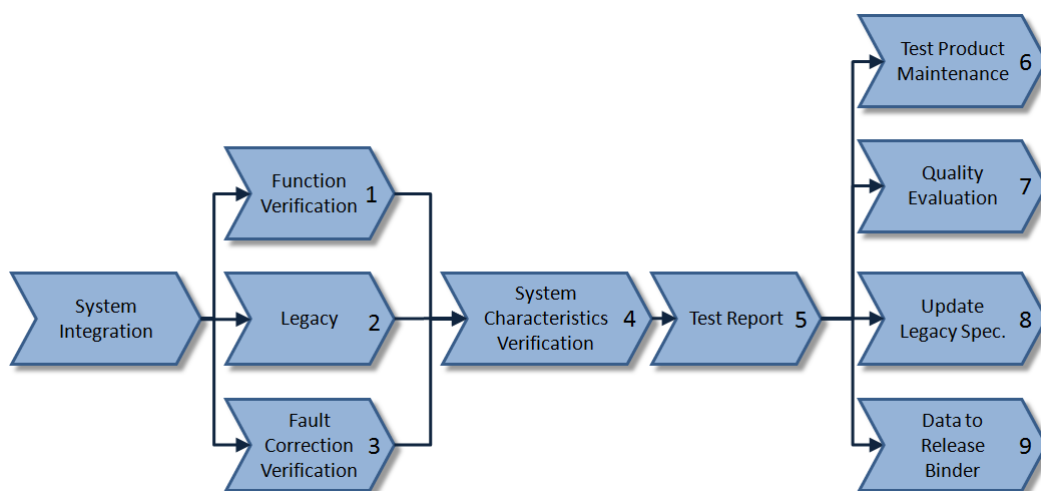 System
Integration
Function
Verification 1
Legacy 2
Fault
Correction 3
Verification
System
Characteristics 4
Verification
Test Report 5
Test Product 6
Maintenance
Quality 7
Evaluation
Update 8
Legacy Spec.
Data to
Release 9
Binder